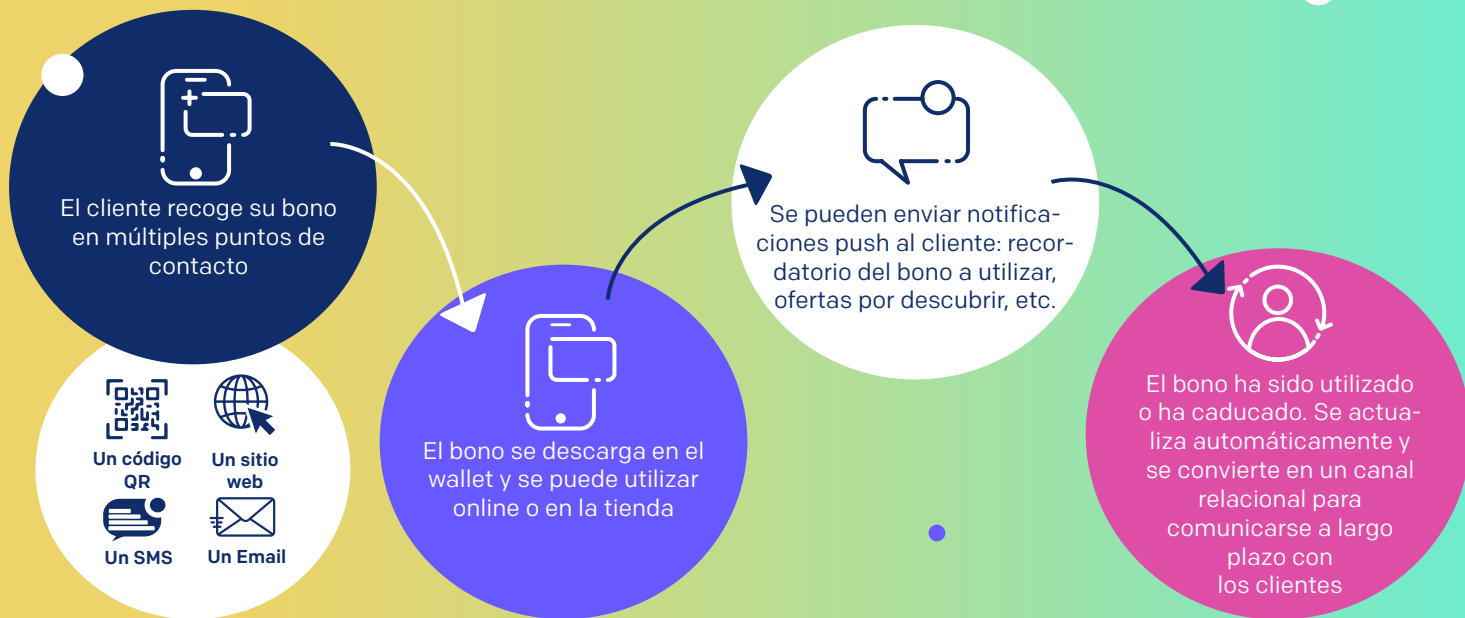 El cliente recoge su bono
en múltiples puntos de
contacto
Un código
QR
Un sitio
web
Un SMS
Un Email
El bono se descarga en el
wallet y se puede utilizar
online o en la tienda
Se pueden enviar notifica-
ciones push al cliente: recor-
datorio del bono a utilizar,
ofertas por descubrir, etc.
El bono ha sido utilizado
o ha caducado. Se actua-
liza automáticamente y
se convierte en un canal
relacional para
comunicarse a largo
plazo con
los clientes